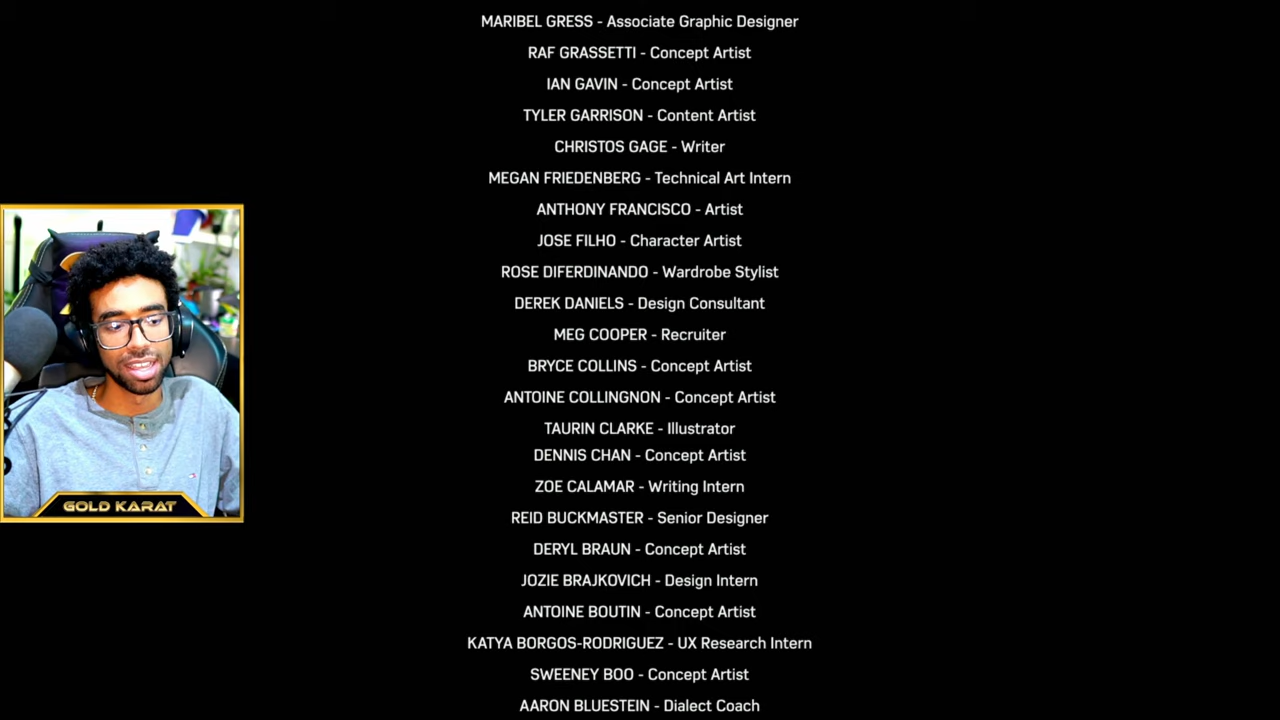 MARIBEL GRESS - Associate Graphic Designer
RAF GRASSETTI - Concept Artist
IAN GAVIN - Concept Artist
TYLER GARRISON - Content Artist
CHRISTOS GAGE - Writer
MEGAN FRIEDENBERG - Technical Art Intern
ANTHONY FRANCISCO - Artist
JOSE FILHO - Character Artist
ROSE DIFERDINANDO - Wardrobe Stylist
DEREK DANIELS - Design Consultant
MEG COOPER - Recruiter
BRYCE COLLINS - Concept Artist
ANTOINE COLLINGNON - Concept Artist
TAURIN CLARKE - Illustrator
DENNIS CHAN - Concept Artist
ZOE CALAMAR - Writing Intern
REID BUCKMASTER - Senior Designer
DERYL BRAUN - Concept Artist
JOZIE BRAJKOVICH - Design Intern
ANTOINE BOUTIN - Concept Artist
KATYA BORGOS-RODRIGUEZ - UX Research Intern
SWEENEY BOO - Concept Artist
AARON BLUESTEIN - Dialect Coach
GOLD KARAT